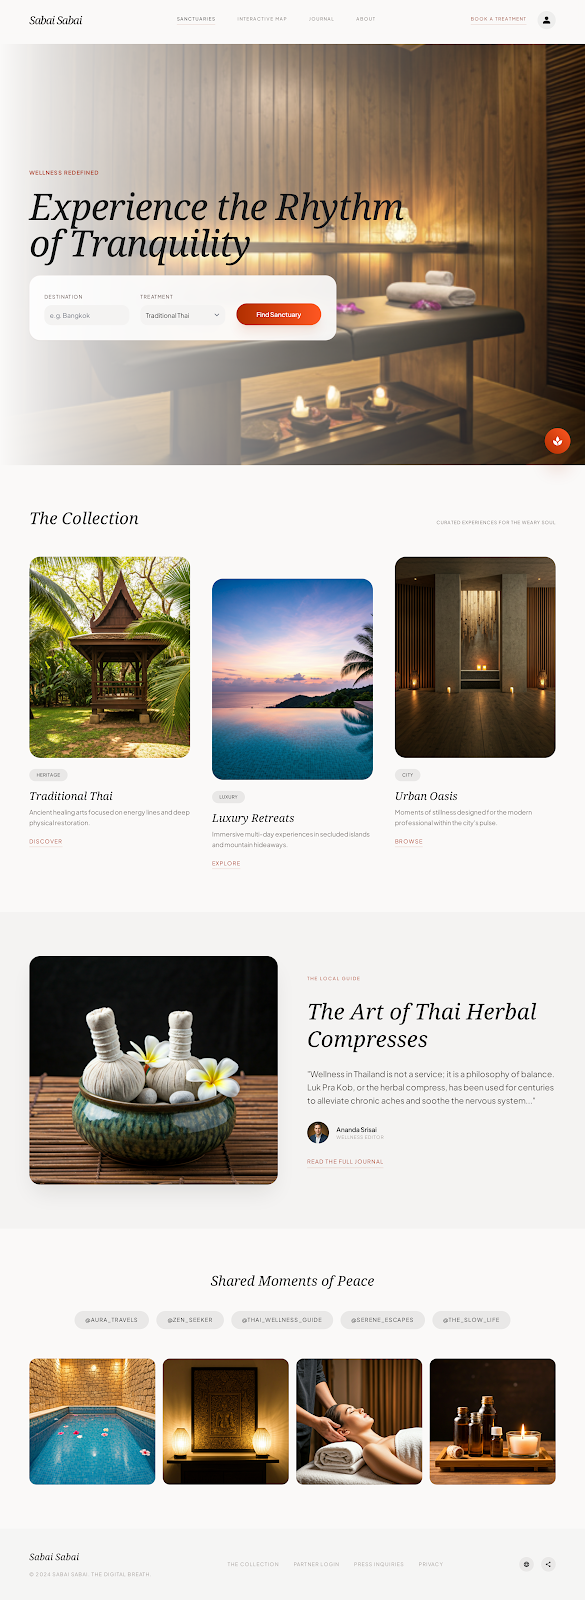 Sabai Sabai
SANCTUARIES
INTERACTIVE MAP
JOURNAL
ABOUT
BOOK A TREATMENT
WELLNESS REDEFINED
Experience the Rhythm
of Tranquility
DESTINATION
TREATMENT
e.g. Bangkok
Traditional Thai
Find Sanctuary
The Collection
CURATED EXPERIENCES FOR THE WEARY SOUL
HERITAGE
Traditional Thai
Ancient healing arts focused on energy lines and deep
physical restoration.
DISCOVER
LUXURY
Luxury Retreats
Immersive multi-day experiences in secluded islands
and mountain hideaways.
EXPLORE
CITY
Urban Oasis
Moments of stillness designed for the modern
professional within the city's pulse.
BROWSE
THE LOCAL GUIDE
The Art of Thai Herbal
Compresses
"Wellness in Thailand is not a service; it is a philosophy of balance.
Luk Pra Kob, or the herbal compress, has been used for centuries
to alleviate chronic aches and soothe the nervous system..."
Ananda Srisai
WELLNESS EDITOR
READ THE FULL JOURNAL
Shared Moments of Peace
@AURA_TRAVELS
@ZEN_SEEKER
@THAI_WELLNESS_GUIDE
@SERENE_ESCAPES
@THE_SLOW_LIFE
Sabai Sabai
© 2024 SABAI SABAI. THE DIGITAL BREATH.
THE COLLECTION
PARTNER LOGIN
PRESS INQUIRIES
PRIVACY